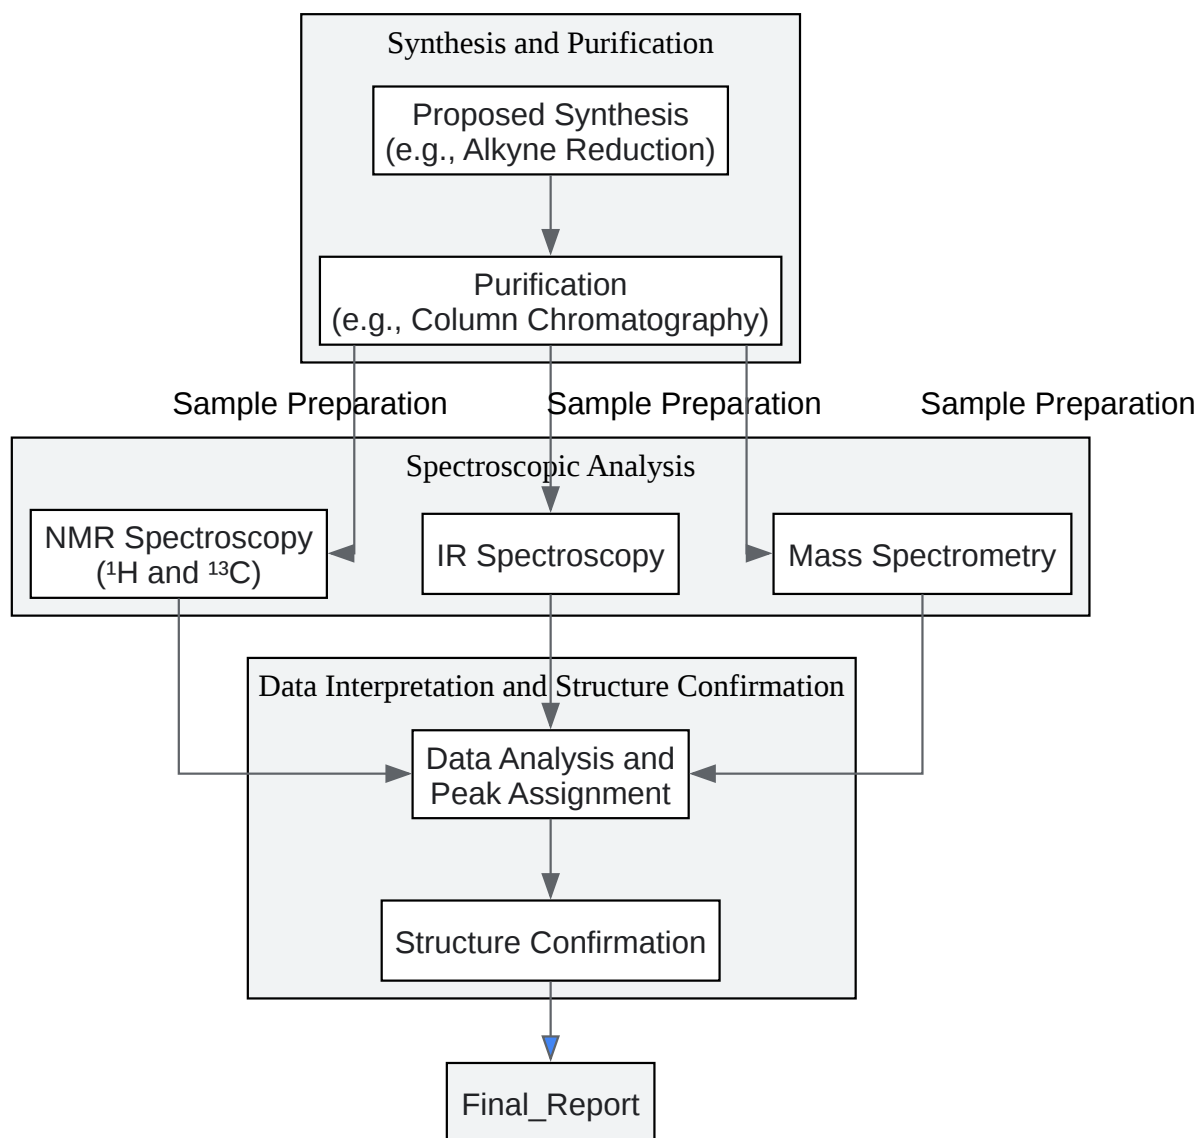 Synthesis and Purification
Proposed Synthesis
(e.g., Alkyne Reduction)
Purification
(e.g., Column Chromatography)
Sample Preparation
Sample Preparation
Sample Preparation
Spectroscopic Analysis
NMR Spectroscopy
(¹H and ¹³C)
IR Spectroscopy
Mass Spectrometry
Data Interpretation and Structure Confirmation
Data Analysis and
Peak Assignment
Structure Confirmation
Final_Report